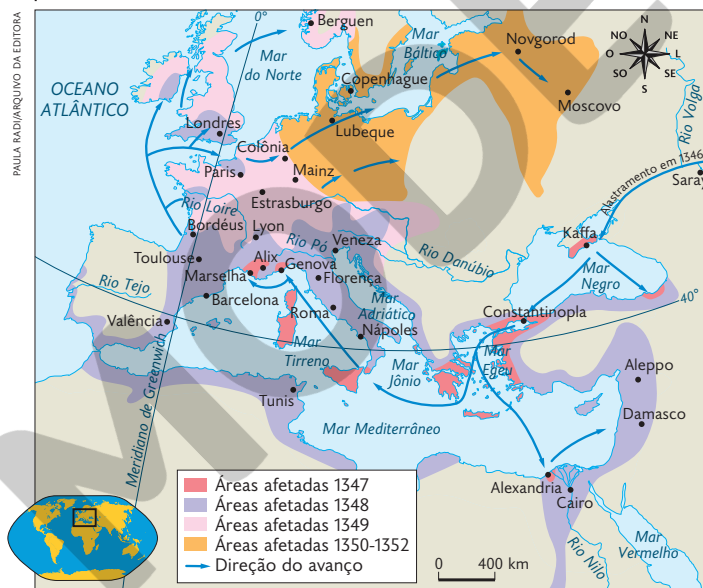 PAULA RADI/ARQUIVO DA EDITORA
0°
Berguen
Mar
do Norte
Mar
Báltico
Novgorod
N
NO
NE
O
L
SO
SE
S
OCEANO
ATLÂNTICO
Copenhague
Moscovo
Rio Volga
Londres
Lubeque
Colônia
Paris
Mainz
Estrasburgo
Alastramento em 1346
Saray
Rio Loire
Bordéus
Lyon
Rio Pó
Veneza
Rio Danúbio
Kaffa
Toulouse
Alix
Genova
Marselha
Florença
Mar
Negro
Rio Tejo
Barcelona
Roma
Mar
Adriático
Constantinopla
40°
Valência
Nápoles
Mar
Tirreno
Mar
Jônio
Mar
Egeu
Aleppo
Meridiano de Greenwich
Tunis
Damasco
Mar Mediterrâneo
Alexandria
Cairo
Áreas afetadas 1347
Áreas afetadas 1348
Áreas afetadas 1349
Áreas afetadas 1350-1352
Direção do avanço
Rio Nilo
Mar
Vermelho
0
400 km